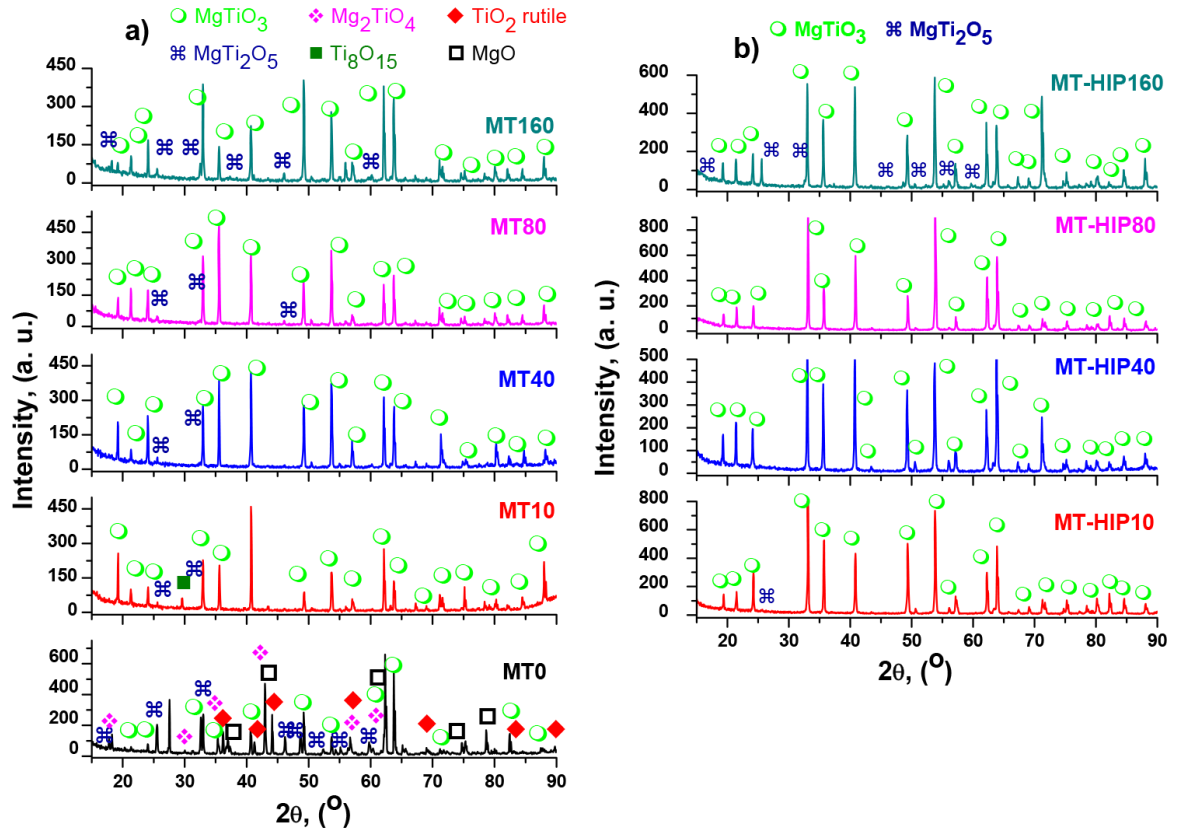 a)
MgTiO₃ Mg₂TiO₄ TiO₂ rutile
MgTi₂O₅ Ti₈O₁₅ MgO
450
300
150
0
MT160
450
300
150
0
MT80
450
300
150
0
MT40
450
300
150
0
MT10
600
400
200
0
MT0
20 30 40 50 60 70 80 90
2θ, (°)
Intensity, (a. u.)
b)
MgTiO₃ MgTi₂O₅
600
400
200
0
MT-HIP160
800
600
400
200
0
MT-HIP80
500
400
300
200
100
0
MT-HIP40
800
600
400
200
0
MT-HIP10
20 30 40 50 60 70 80 90
2θ, (°)
Intensity, (a. u.)